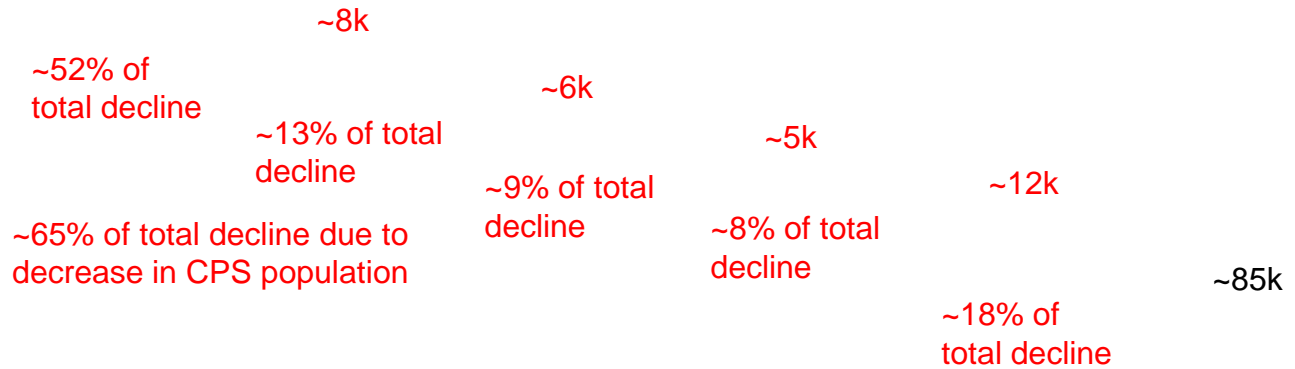 ~8k
~52% of
total decline
~6k
~13% of total
decline
~5k
~9% of total
decline
~12k
~65% of total decline due to
decrease in CPS population
~8% of total
decline
~85k
~18% of
total decline